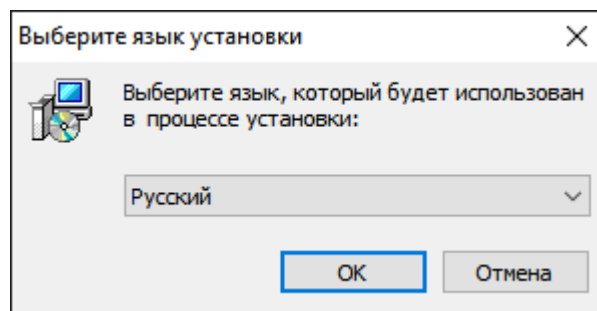 Выберите язык установки
Выберите язык, который будет использован
в процессе установки:
Русский
OK
Отмена